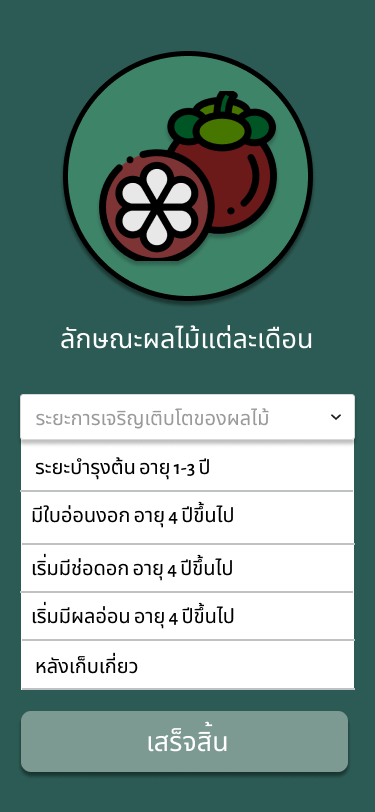 ลักษณะผลไม้แต่ละเดือน
ระยะการเจริญเติบโตของผลไม้
ระยะบำรุงต้น อายุ 1-3 ปี
มีใบอ่อนงอก อายุ 4 ปีขึ้นไป
เริ่มมีช่อดอก อายุ 4 ปีขึ้นไป
เริ่มมีผลอ่อน อายุ 4 ปีขึ้นไป
หลังเก็บเกี่ยว
เสร็จสิ้น